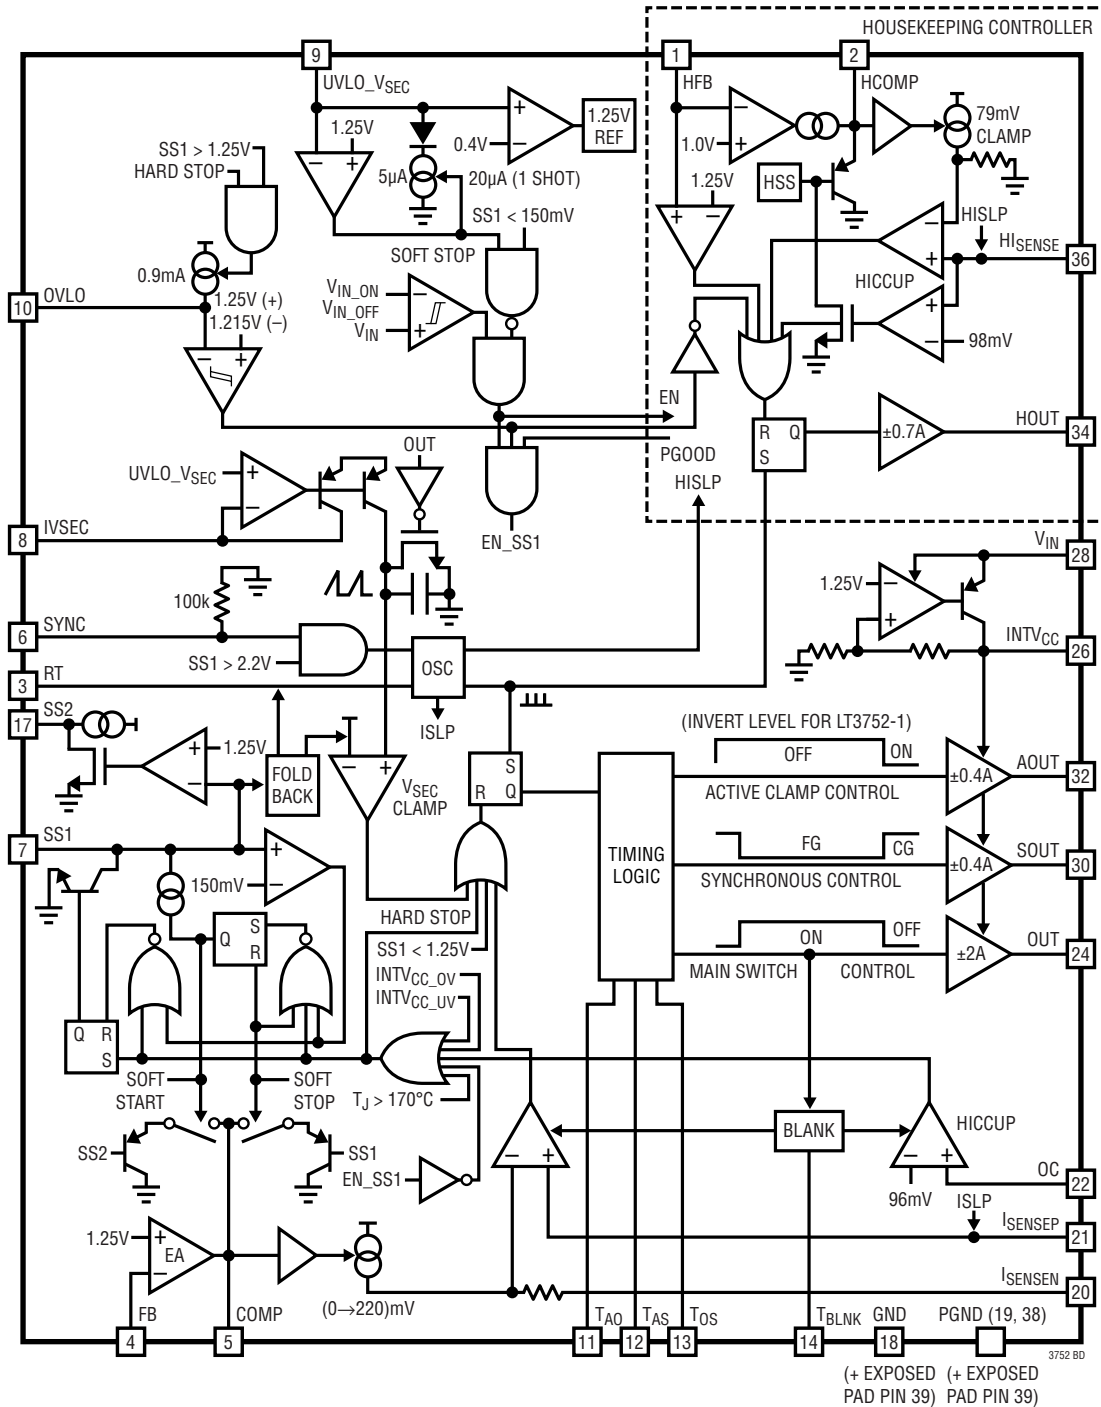 HOUSEKEEPING CONTROLLER
9
1
2
UVLO_VSEC
HFB
HCOMP
1.25V
0.4V
1.25V
REF
1.0V
79mV
CLAMP
SS1 > 1.25V
HARD STOP
5µA
20µA (1 SHOT)
1.25V
HSS
SS1 < 150mV
HISLP
HISENSE
36
SOFT STOP
0.9mA
HICCUP
10
OVLO
1.25V (+)
1.215V (–)
VIN_ON
VIN_OFF
VIN
98mV
EN
HOUT
34
R
Q
S
±0.7A
OUT
PGOOD
HISLP
UVLO_VSEC
8
IVSEC
EN_SS1
VIN
28
1.25V
100k
6
SYNC
INTVCC
26
SS1 > 2.2V
OSC
3
RT
17
SS2
ISLP
(INVERT LEVEL FOR LT3752-1)
OFF
ON
1.25V
FOLD
BACK
VSEC
CLAMP
S
R
Q
±0.4A
AOUT
32
ACTIVE CLAMP CONTROL
7
SS1
TIMING
LOGIC
FG
CG
±0.4A
SOUT
30
150mV
SYNCHRONOUS CONTROL
HARD STOP
Q
S
R
SS1 < 1.25V
ON
OFF
±2A
OUT
24
MAIN SWITCH
CONTROL
INTVCC_OV
INTVCC_UV
Q
R
S
SOFT
START
SOFT
STOP
TJ > 170°C
BLANK
HICCUP
SS2
SS1
EN_SS1
96mV
OC
22
ISLP
ISENSEP
21
1.25V
EA
ISENSEN
20
(0→220)mV
FB
COMP
TAO
TAS
TOS
TBLNK
GND
PGND (19, 38)
4
5
11
12
13
14
18
3752 BD
(+ EXPOSED
PAD PIN 39)
(+ EXPOSED
PAD PIN 39)